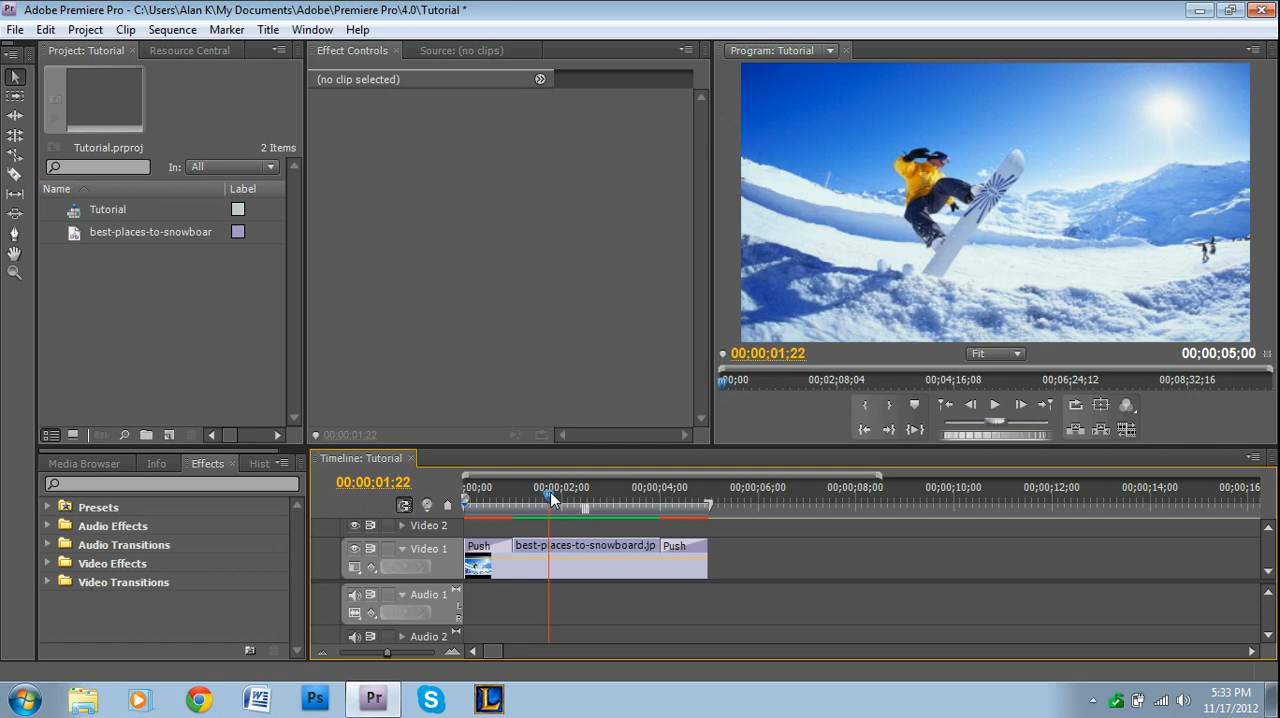 Adobe Premiere Pro - C:\Users\Alan K\My Documents\Adobe\Premiere Pro\4.0\Tutorial *
File Edit Project Clip Sequence Marker Title Window Help
Project: Tutorial Resource Central
Effect Controls Source: (no clips)
Program: Tutorial
(no clip selected)
Tutorial.prproj 2 Items
In: All
Name Label
Tutorial
best-places-to-snowboar
00;00;01;22 Fit 00;00;05;00
00;00 00;02;08;04 00;04;16;08 00;06;24;12 00;08;32;16
00;00;01;22
Media Browser Info Effects Hist
Presets
Audio Effects
Audio Transitions
Video Effects
Video Transitions
Timeline: Tutorial
00;00;01;22
;00;00 00;00;02;00 00;00;04;00 00;00;06;00 00;00;08;00 00;00;10;00 00;00;12;00 00;00;14;00 00;00;16
Video 2
Video 1 Push best-places-to-snowboard.jp Push
Audio 1
L
R
Audio 2
W Ps Pr S L
5:33 PM
11/17/2012